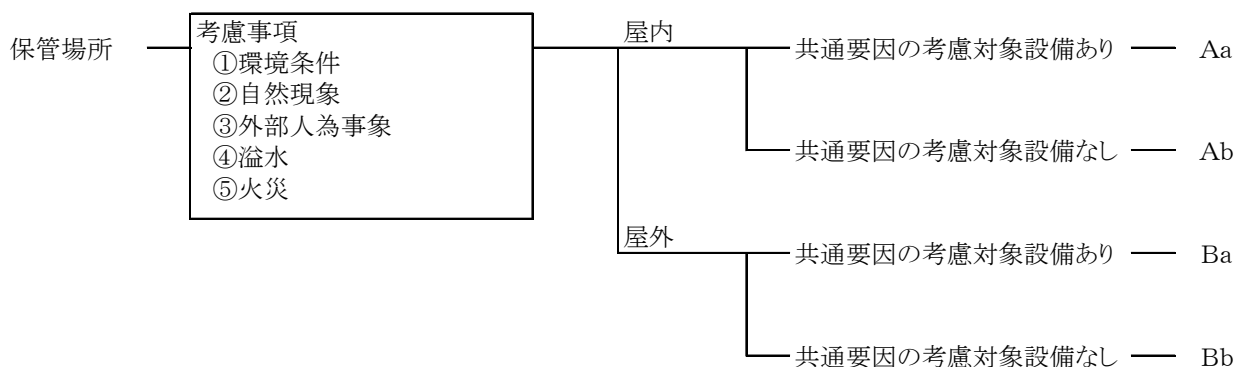 保管場所
考慮事項
①環境条件
②自然現象
③外部人為事象
④溢水
⑤火災
屋内
共通要因の考慮対象設備あり
Aa
共通要因の考慮対象設備なし
Ab
屋外
共通要因の考慮対象設備あり
Ba
共通要因の考慮対象設備なし
Bb